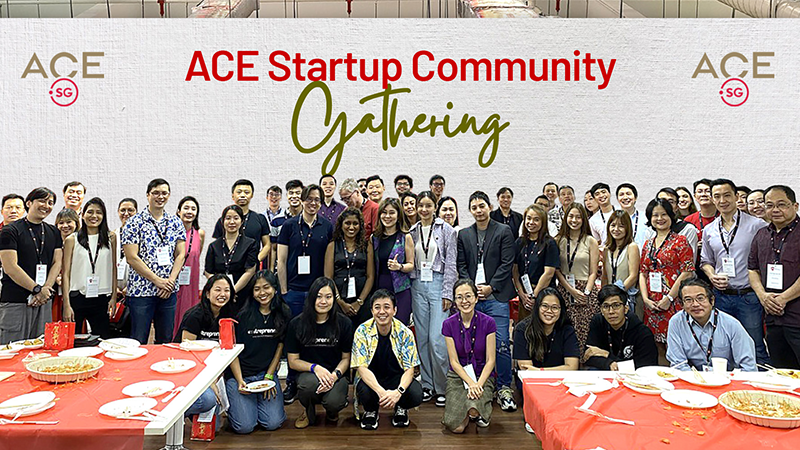 ACE
SG
ACE Startup Community
Gathering
ACE
SG